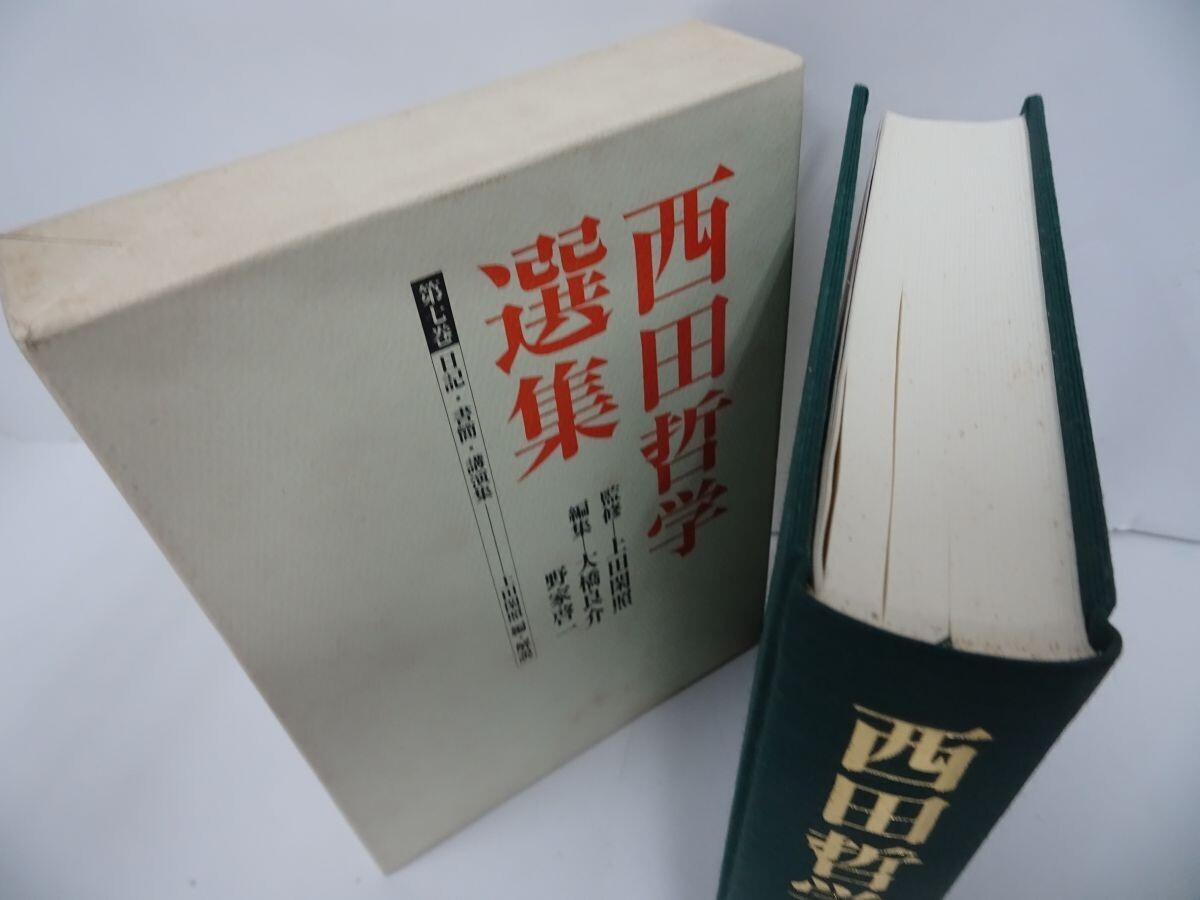 西田哲学
選集
監修―上田閑照
編集―大橋良介
野家啓一
第七巻 日記・書簡・講演集――上田閑照 編・解説
西田哲学